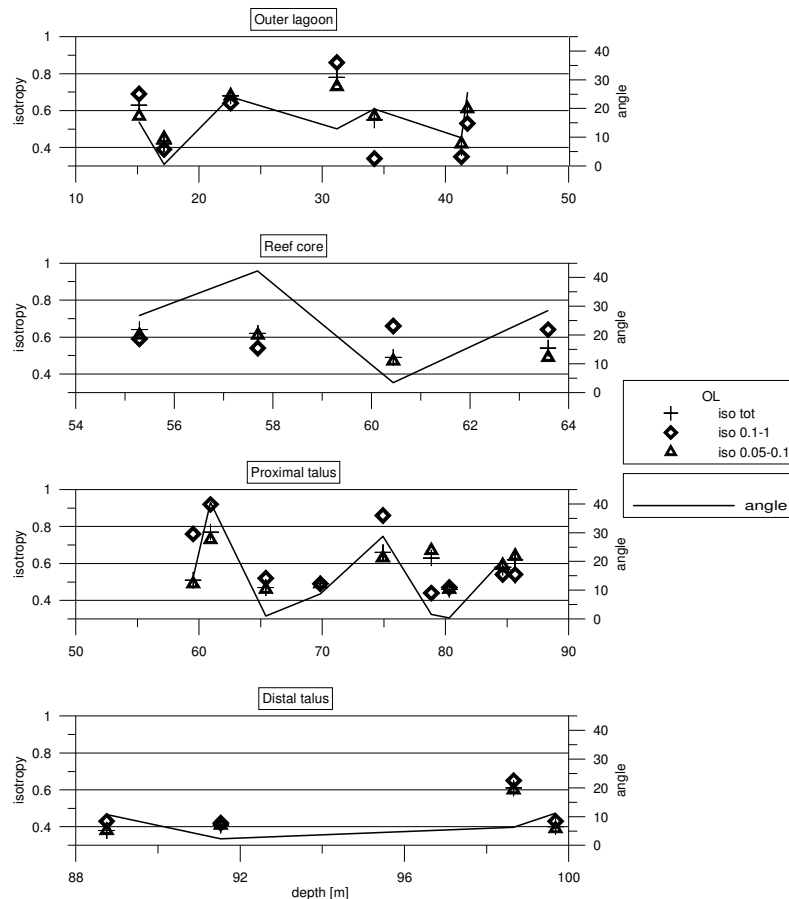 Outer lagoon
1
0.8
0.6
0.4
isotropy
40
30
20
10
0
angle
10 20 30 40 50
Reef core
1
0.8
0.6
0.4
isotropy
40
30
20
10
0
angle
54 56 58 60 62 64
OL
iso tot
iso 0.1-1
iso 0.05-0.1
angle
Proximal talus
1
0.8
0.6
0.4
isotropy
40
30
20
10
0
angle
50 60 70 80 90
Distal talus
1
0.8
0.6
0.4
isotropy
40
30
20
10
0
angle
88 92 96 100
depth [m]